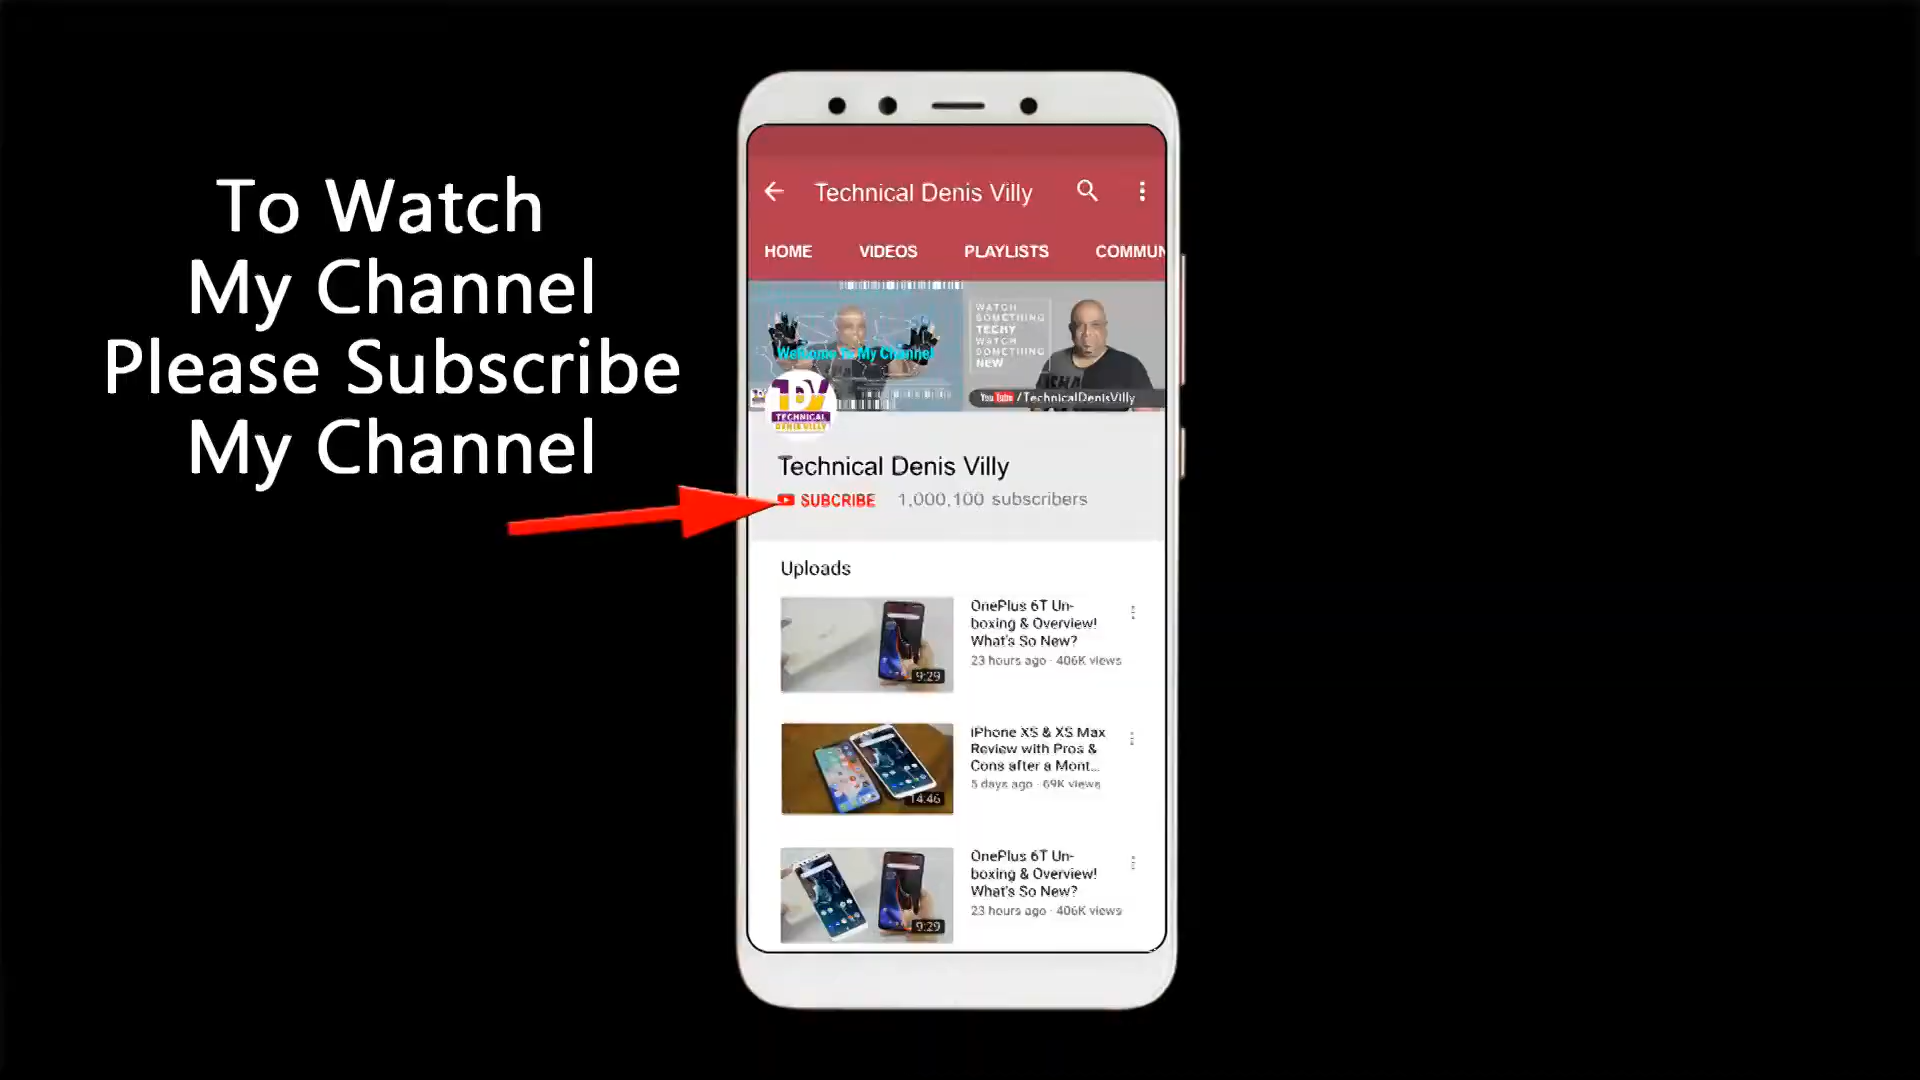 To Watch
My Channel
Please Subscribe
My Channel
Technical Denis Villy
HOME VIDEOS PLAYLISTS COMMUN
Welcome To My Channel
WATCH
SOMETHING
TECHY
WATCH
SOMETHING
NEW
YouTube /TechnicalDenisVilly
TDV
TECHNICAL
DENIS VILLY
Technical Denis Villy
SUBCRIBE 1,000,100 subscribers
Uploads
OnePlus 6T Un-
boxing & Overview!
What's So New?
23 hours ago · 406K views
9:29
iPhone XS & XS Max
Review with Pros &
Cons after a Mont...
5 days ago · 69K views
14:46
OnePlus 6T Un-
boxing & Overview!
What's So New?
23 hours ago · 406K views
9:29